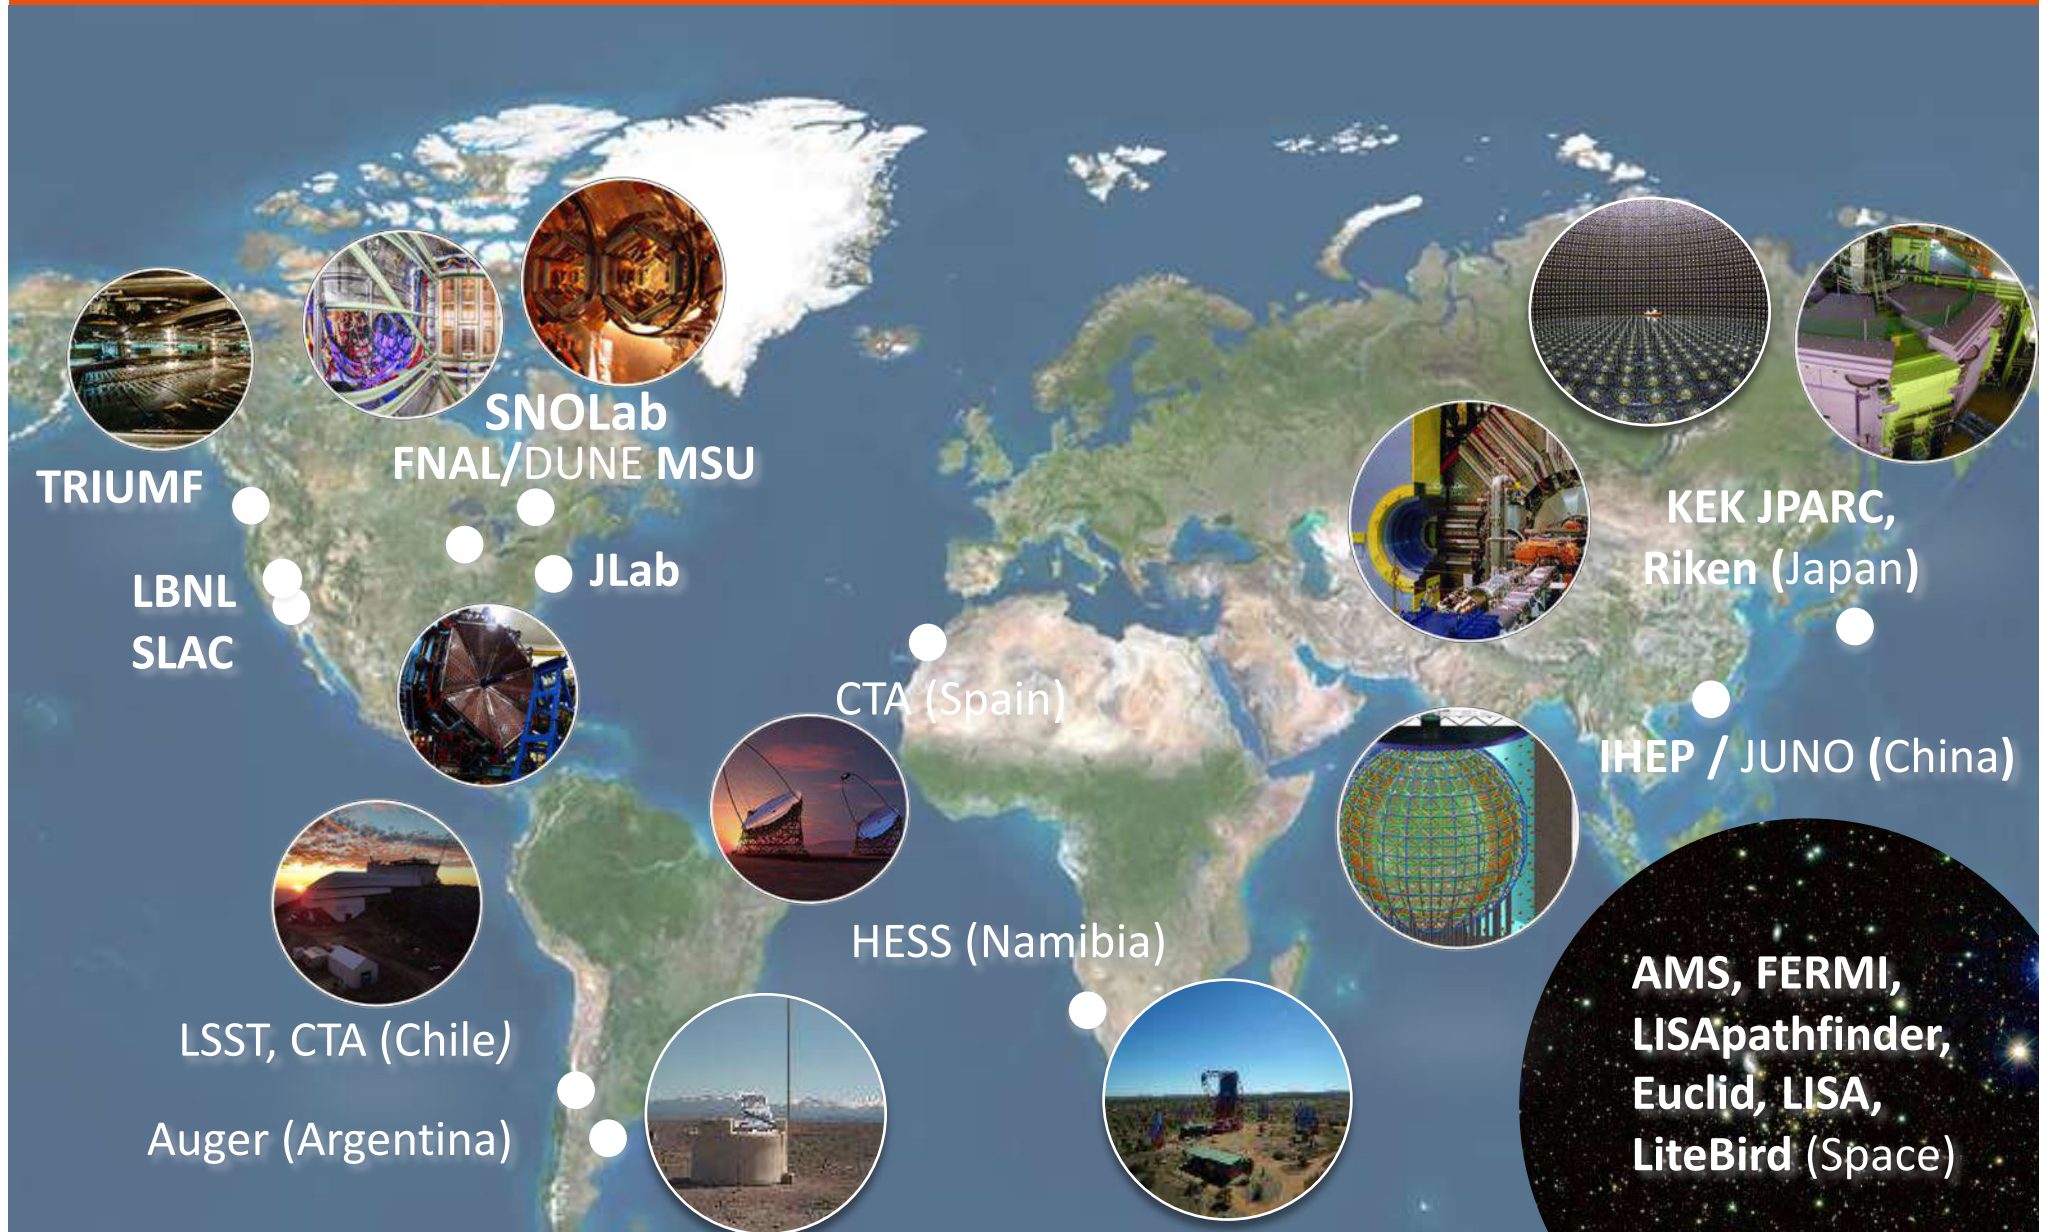 SNOLab
FNAL/DUNE MSU
TRIUMF
JLab
LBNL
SLAC
KEK JPARC,
Riken (Japan)
CTA (Spain)
IHEP / JUNO (China)
HESS (Namibia)
LSST, CTA (Chile)
Auger (Argentina)
AMS, FERMI,
LISApathfinder,
Euclid, LISA,
LiteBird (Space)